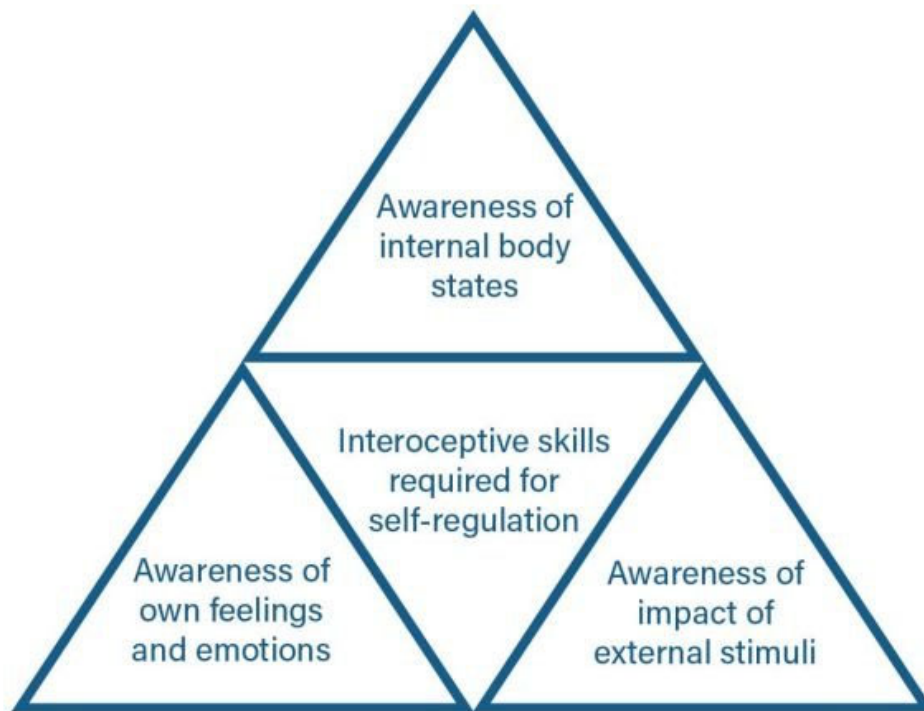 Awareness of
internal body
states
Interoceptive skills
required for
self-regulation
Awareness of
own feelings
and emotions
Awareness of
impact of
external stimuli